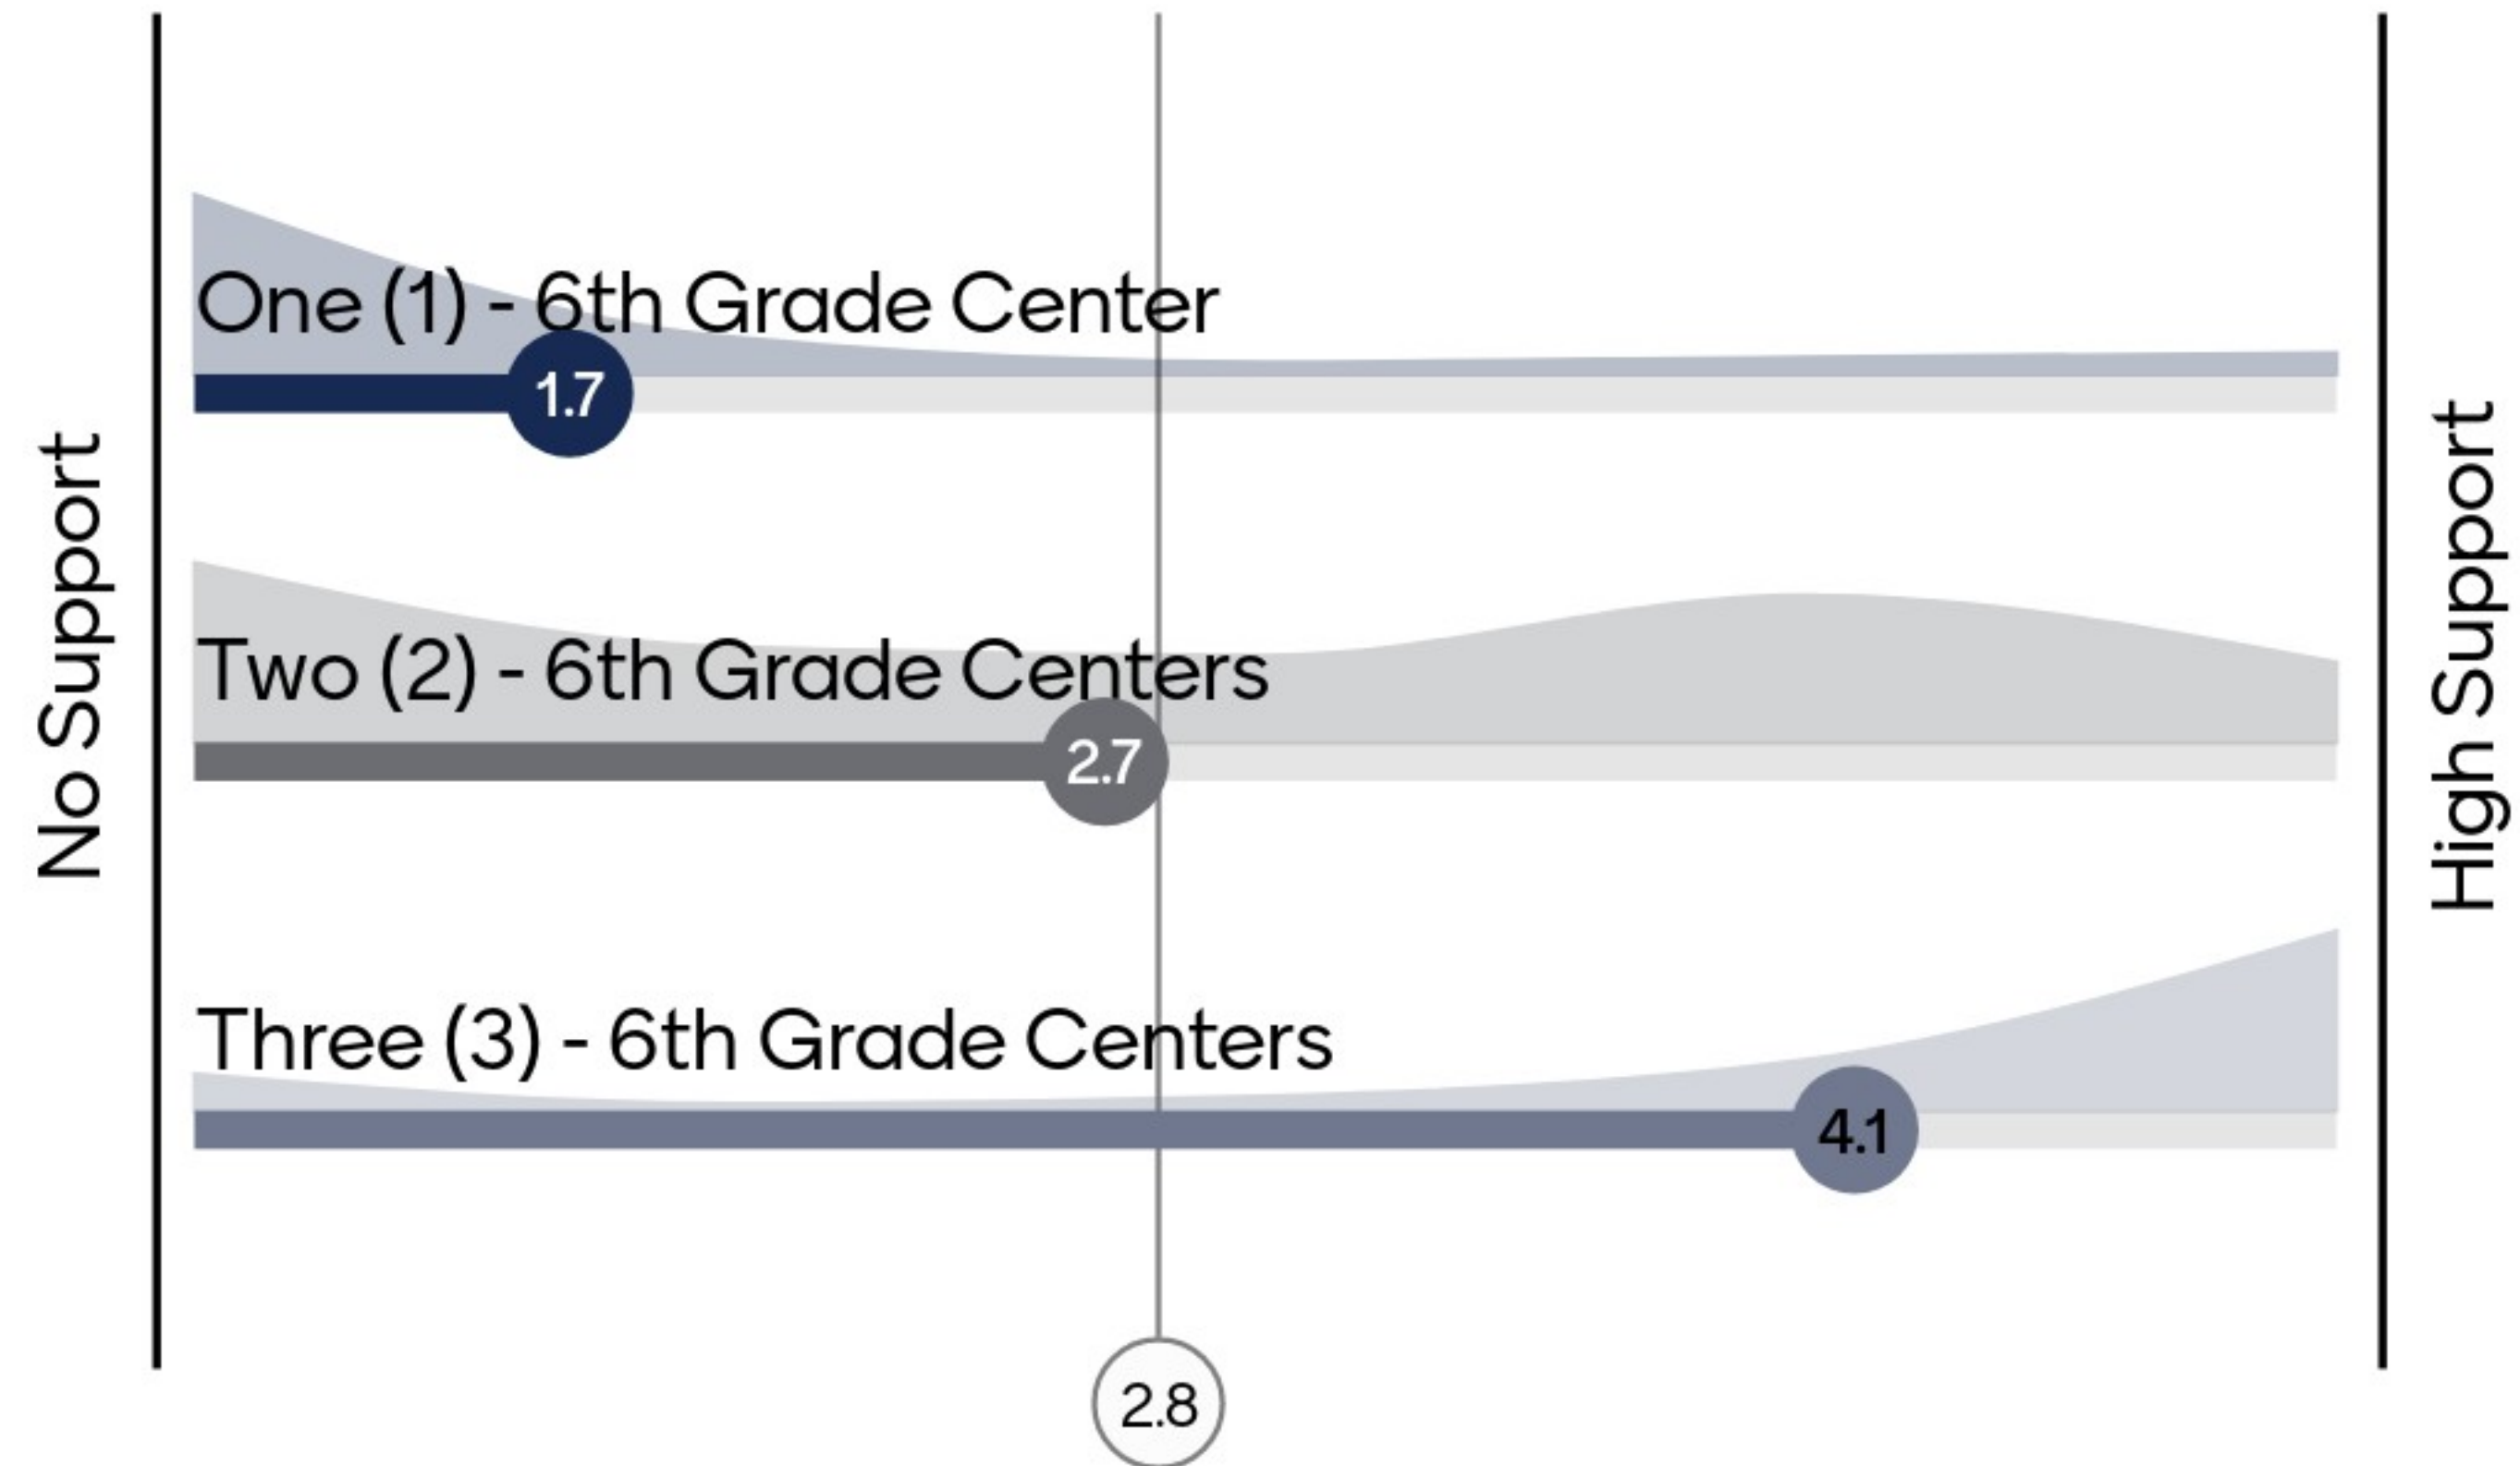 No Support
One (1) - 6th Grade Center
1.7
Two (2) - 6th Grade Centers
2.7
Three (3) - 6th Grade Centers
4.1
High Support
2.8